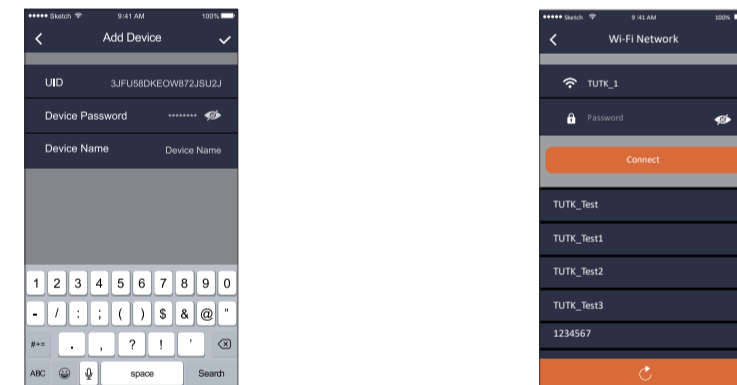 Sketch 9:41 AM 100%
Add Device
UID 3JFU58DKEOW872JSU2J
Device Password ········
Device Name Device Name
1 2 3 4 5 6 7 8 9 0
- / : ; ( ) $ & @ "
#+= . , ? ! '
ABC space Search
Sketch 9:41 AM 100%
Wi-Fi Network
TUTK_1
Password
Connect
TUTK_Test
TUTK_Test1
TUTK_Test2
TUTK_Test3
1234567